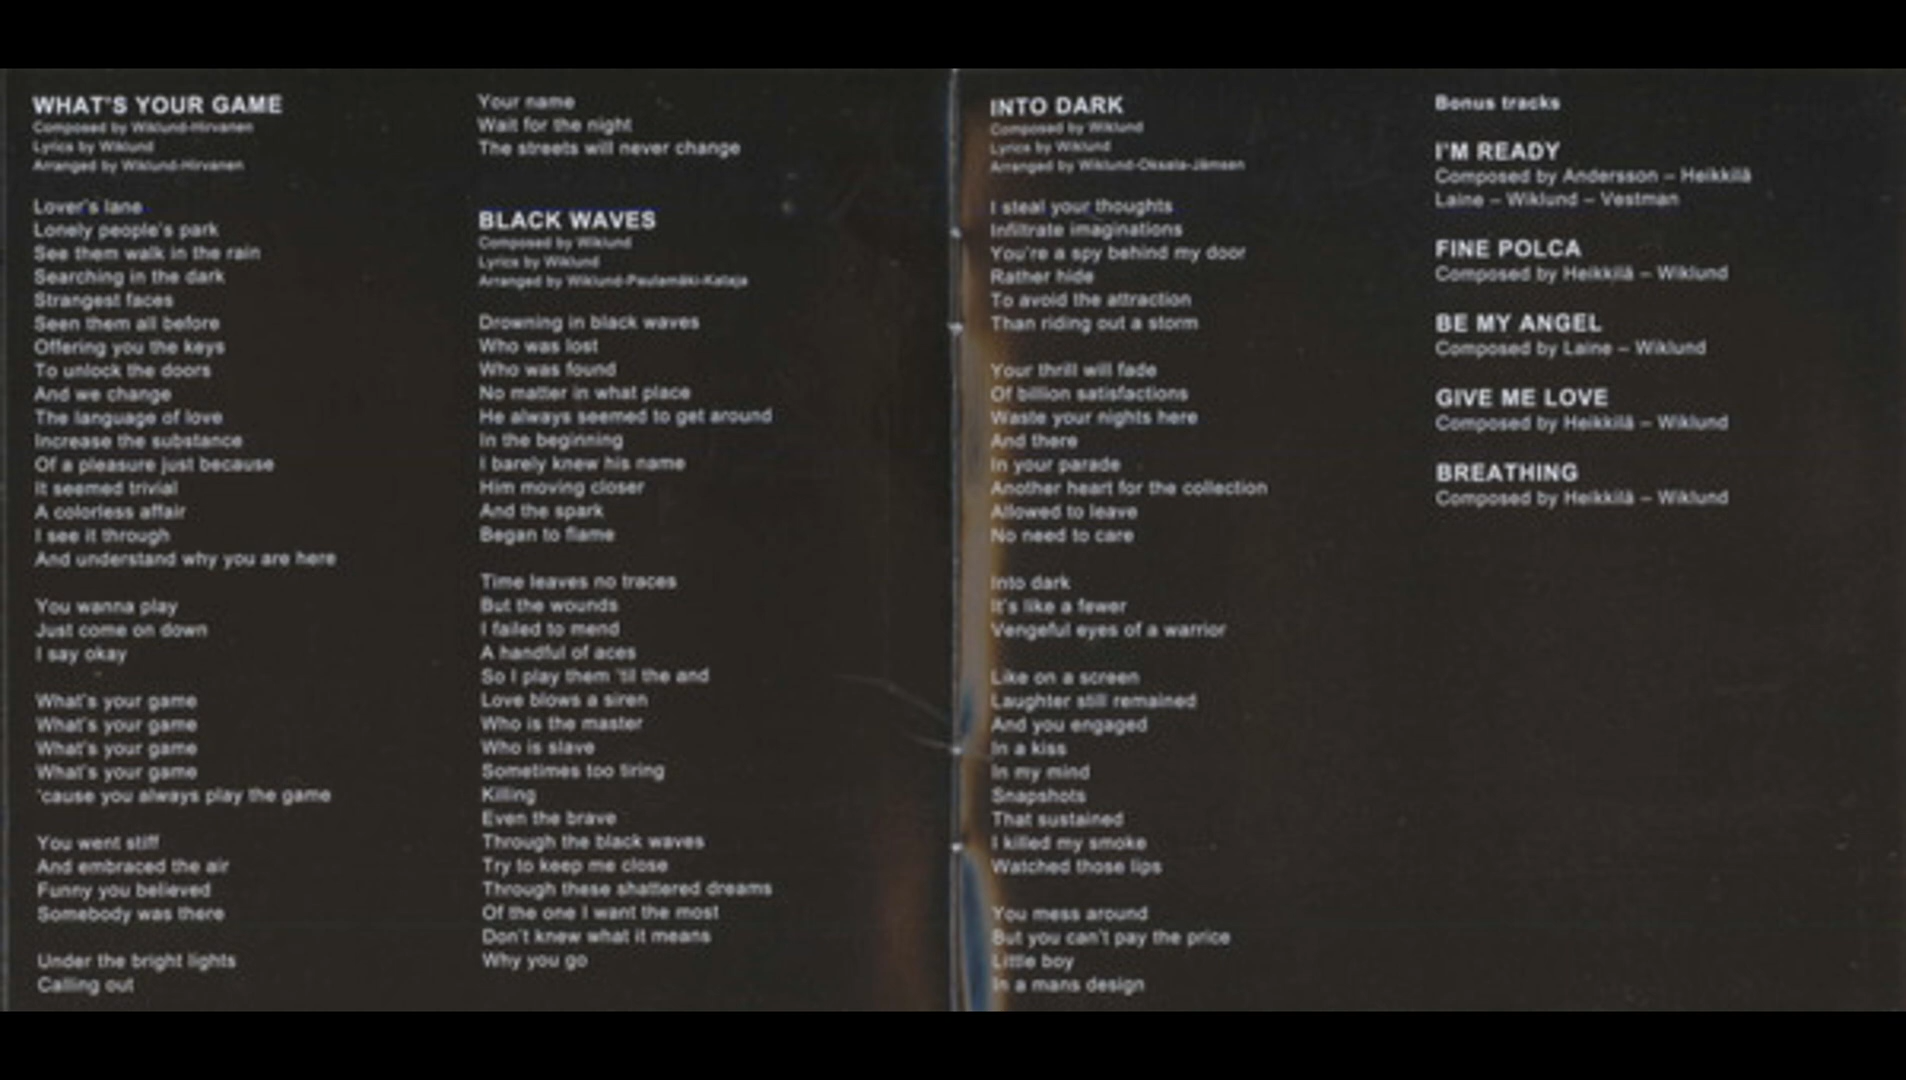 WHAT'S YOUR GAME
Composed by Wiklund-Hirvanen
Lyrics by Wiklund
Arranged by Wiklund-Hirvanen
Lover's lane
Lonely people's park
See them walk in the rain
Searching in the dark
Strangest faces
Seen them all before
Offering you the keys
To unlock the doors
And we change
The language of love
Increase the substance
Of a pleasure just because
It seemed trivial
A colorless affair
I see it through
And understand why you are here
You wanna play
Just come on down
I say okay
What's your game
What's your game
What's your game
What's your game
'cause you always play the game
You went stiff
And embraced the air
Funny you believed
Somebody was there
Under the bright lights
Calling out
Your name
Wait for the night
The streets will never change
BLACK WAVES
Composed by Wiklund
Lyrics by Wiklund
Arranged by Wiklund-Paulamäki-Kataja
Drowning in black waves
Who was lost
Who was found
No matter in what place
He always seemed to get around
In the beginning
I barely knew his name
Him moving closer
And the spark
Began to flame
Time leaves no traces
But the wounds
I failed to mend
A handful of aces
So I play them 'til the and
Love blows a siren
Who is the master
Who is slave
Sometimes too tiring
Killing
Even the brave
Through the black waves
Try to keep me close
Through these shattered dreams
Of the one I want the most
Don't knew what it means
Why you go
INTO DARK
Composed by Wiklund
Lyrics by Wiklund
Arranged by Wiklund-Oksala-Jämsen
I steal your thoughts
Infiltrate imaginations
You're a spy behind my door
Rather hide
To avoid the attraction
Than riding out a storm
Your thrill will fade
Of billion satisfactions
Waste your nights here
And there
In your parade
Another heart for the collection
Allowed to leave
No need to care
Into dark
It's like a fewer
Vengeful eyes of a warrior
Like on a screen
Laughter still remained
And you engaged
In a kiss
In my mind
Snapshots
That sustained
I killed my smoke
Watched those lips
You mess around
But you can't pay the price
Little boy
In a mans design
Bonus tracks
I'M READY
Composed by Andersson – Heikkilä
Laine – Wiklund – Vestman
FINE POLCA
Composed by Heikkilä – Wiklund
BE MY ANGEL
Composed by Laine – Wiklund
GIVE ME LOVE
Composed by Heikkilä – Wiklund
BREATHING
Composed by Heikkilä – Wiklund